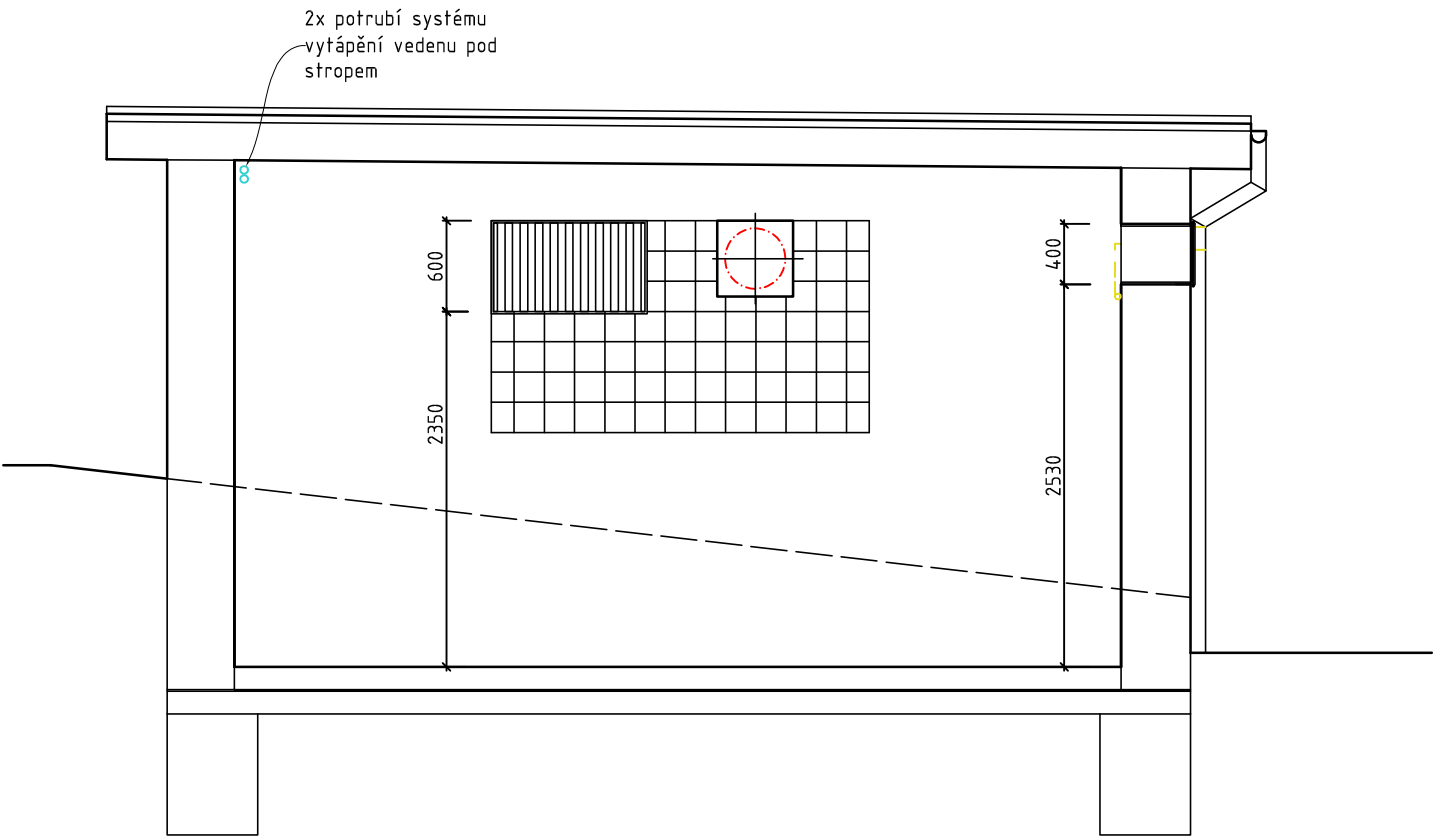 2x potrubí systému
vytápění vedenu pod
stropem
600
2350
400
2530